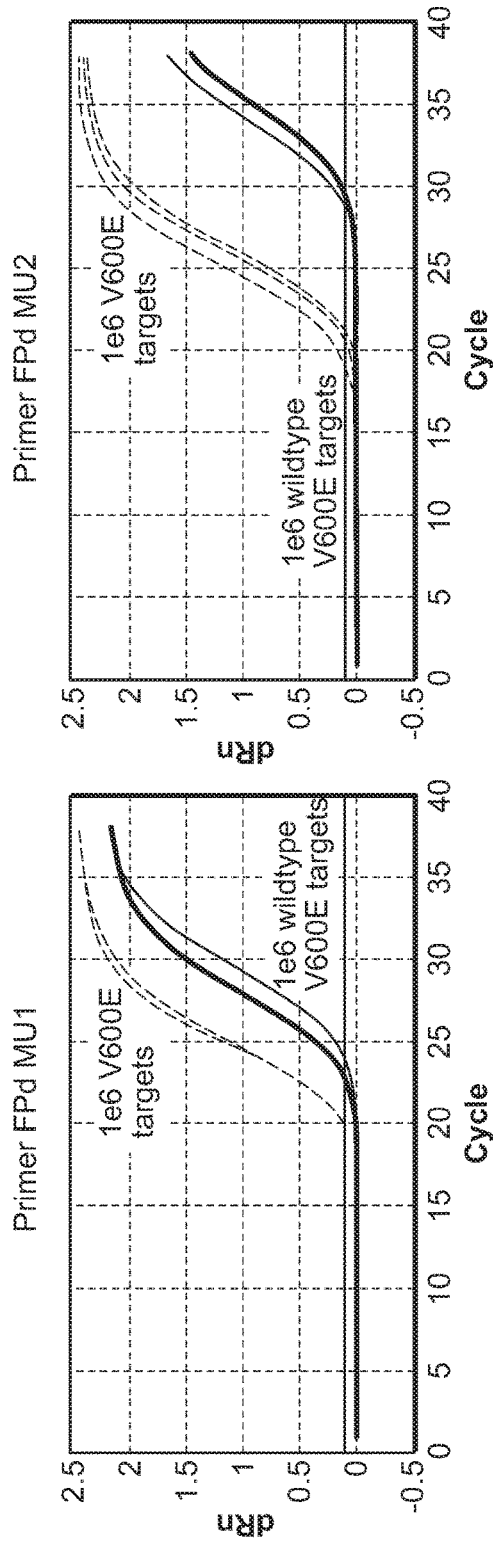 Primer FPd MU1
2.5
2
1.5
1
0.5
0
-0.5
dRn
0 5 10 15 20 25 30 35 40
Cycle
1e6 V600E
targets
1e6 wildtype
V600E targets
Primer FPd MU2
2.5
2
1.5
1
0.5
0
-0.5
dRn
0 5 10 15 20 25 30 35 40
Cycle
1e6 V600E
targets
1e6 wildtype
V600E targets